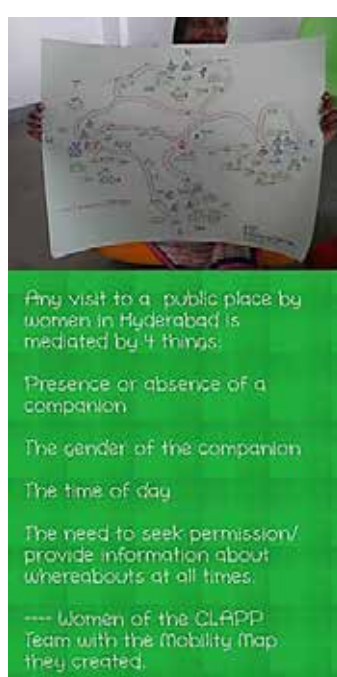 Any visit to a public place by
women in Hyderabad is
mediated by 4 things:
Presence or absence of a
companion
The gender of the companion
The time of day
The need to seek permission/
provide information about
whereabouts at all times.
---- Women of the CLAPP
Team with the Mobility Map
they created.